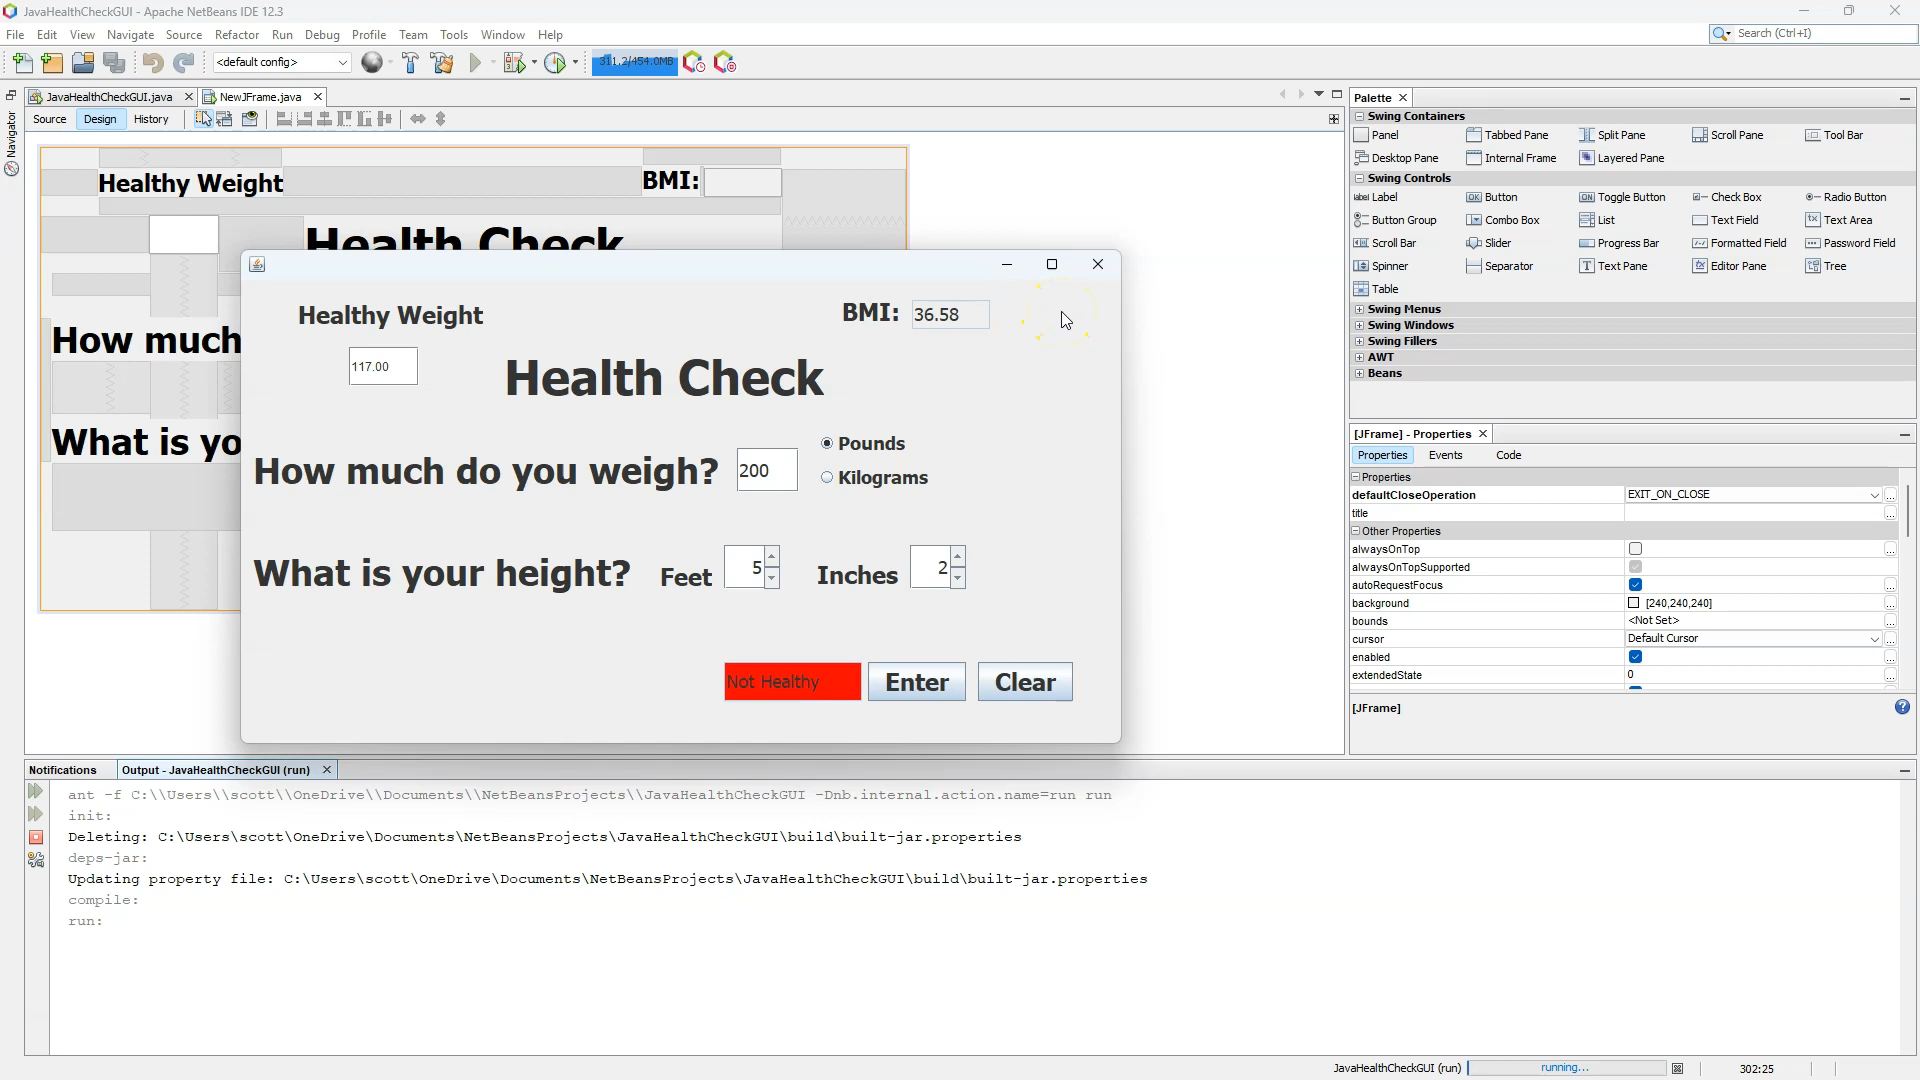 JavaHealthCheckGUI - Apache NetBeans IDE 12.3
File Edit View Navigate Source Refactor Run Debug Profile Team Tools Window Help
Search (Ctrl+I)
<default config>
311.2/454.0MB
Navigator
JavaHealthCheckGUI.java
NewJFrame.java
Source Design History
Healthy Weight
BMI:
Health Check
How much
What is yo
Healthy Weight
BMI: 36.58
117.00
Health Check
How much do you weigh? 200
Pounds
Kilograms
What is your height? Feet 5 Inches 2
Not Healthy Enter Clear
Palette
Swing Containers
Panel Tabbed Pane Split Pane Scroll Pane Tool Bar
Desktop Pane Internal Frame Layered Pane
Swing Controls
Label Button Toggle Button Check Box Radio Button
Button Group Combo Box List Text Field Text Area
Scroll Bar Slider Progress Bar Formatted Field Password Field
Spinner Separator Text Pane Editor Pane Tree
Table
Swing Menus
Swing Windows
Swing Fillers
AWT
Beans
[JFrame] - Properties
Properties Events Code
Properties
defaultCloseOperation EXIT_ON_CLOSE
title
Other Properties
alwaysOnTop
alwaysOnTopSupported
autoRequestFocus
background [240,240,240]
bounds <Not Set>
cursor Default Cursor
enabled
extendedState 0
[JFrame]
Notifications
Output - JavaHealthCheckGUI (run)
ant -f C:\\Users\\scott\\OneDrive\\Documents\\NetBeansProjects\\JavaHealthCheckGUI -Dnb.internal.action.name=run run
init:
Deleting: C:\Users\scott\OneDrive\Documents\NetBeansProjects\JavaHealthCheckGUI\build\built-jar.properties
deps-jar:
Updating property file: C:\Users\scott\OneDrive\Documents\NetBeansProjects\JavaHealthCheckGUI\build\built-jar.properties
compile:
run:
JavaHealthCheckGUI (run) running... 302:25